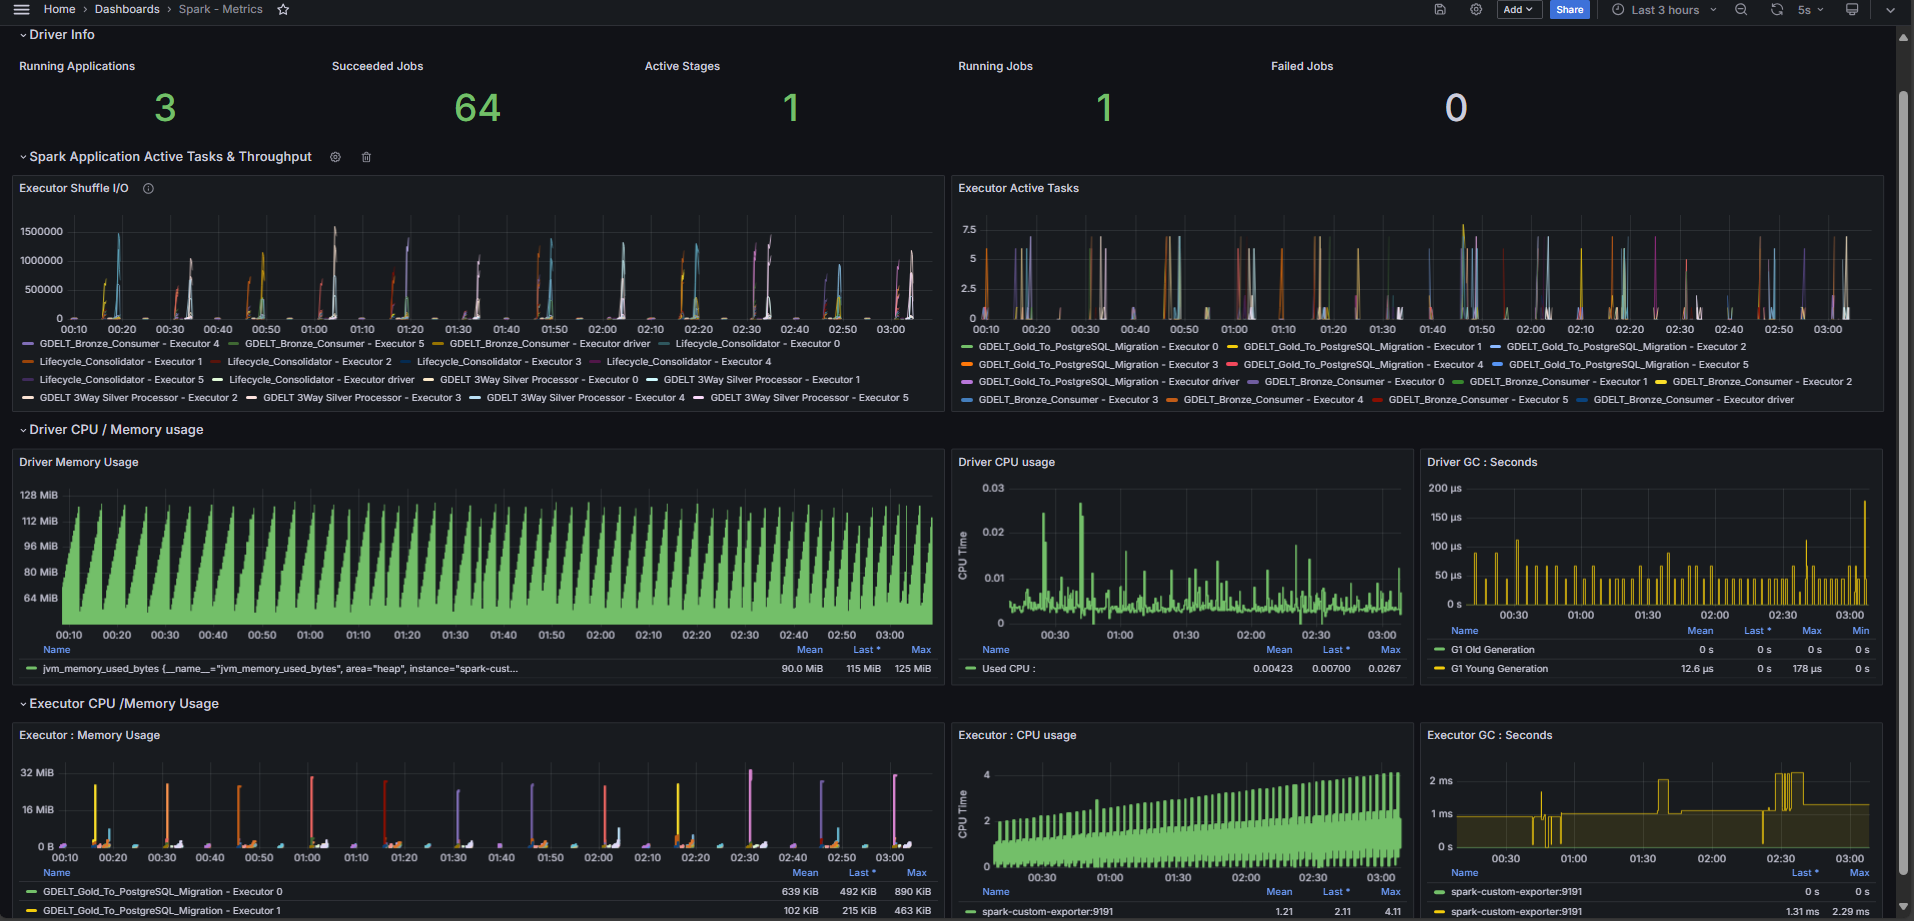 Home › Dashboards › Spark - Metrics
Add
Share
Last 3 hours
5s
Driver Info
Running Applications
Succeeded Jobs
Active Stages
Running Jobs
Failed Jobs
3
64
1
1
0
Spark Application Active Tasks & Throughput
Executor Shuffle I/O
1500000
1000000
500000
0
00:10 00:20 00:30 00:40 00:50 01:00 01:10 01:20 01:30 01:40 01:50 02:00 02:10 02:20 02:30 02:40 02:50 03:00
GDELT_Bronze_Consumer - Executor 4 GDELT_Bronze_Consumer - Executor 5 GDELT_Bronze_Consumer - Executor driver Lifecycle_Consolidator - Executor 0
Lifecycle_Consolidator - Executor 1 Lifecycle_Consolidator - Executor 2 Lifecycle_Consolidator - Executor 3 Lifecycle_Consolidator - Executor 4
Lifecycle_Consolidator - Executor 5 Lifecycle_Consolidator - Executor driver GDELT 3Way Silver Processor - Executor 0 GDELT 3Way Silver Processor - Executor 1
GDELT 3Way Silver Processor - Executor 2 GDELT 3Way Silver Processor - Executor 3 GDELT 3Way Silver Processor - Executor 4 GDELT 3Way Silver Processor - Executor 5
Executor Active Tasks
7.5
5
2.5
0
00:10 00:20 00:30 00:40 00:50 01:00 01:10 01:20 01:30 01:40 01:50 02:00 02:10 02:20 02:30 02:40 02:50 03:00
GDELT_Gold_To_PostgreSQL_Migration - Executor 0 GDELT_Gold_To_PostgreSQL_Migration - Executor 1 GDELT_Gold_To_PostgreSQL_Migration - Executor 2
GDELT_Gold_To_PostgreSQL_Migration - Executor 3 GDELT_Gold_To_PostgreSQL_Migration - Executor 4 GDELT_Gold_To_PostgreSQL_Migration - Executor 5
GDELT_Gold_To_PostgreSQL_Migration - Executor driver GDELT_Bronze_Consumer - Executor 0 GDELT_Bronze_Consumer - Executor 1 GDELT_Bronze_Consumer - Executor 2
GDELT_Bronze_Consumer - Executor 3 GDELT_Bronze_Consumer - Executor 4 GDELT_Bronze_Consumer - Executor 5 GDELT_Bronze_Consumer - Executor driver
Driver CPU / Memory usage
Driver Memory Usage
128 MiB
112 MiB
96 MiB
80 MiB
64 MiB
00:10 00:20 00:30 00:40 00:50 01:00 01:10 01:20 01:30 01:40 01:50 02:00 02:10 02:20 02:30 02:40 02:50 03:00
Name Mean Last * Max
jvm_memory_used_bytes {__name__="jvm_memory_used_bytes", area="heap", instance="spark-cust... 90.0 MiB 115 MiB 125 MiB
Driver CPU usage
CPU Time
0.03
0.02
0.01
0
00:30 01:00 01:30 02:00 02:30 03:00
Name Mean Last * Max
Used CPU : 0.00423 0.00700 0.0267
Driver GC : Seconds
200 µs
150 µs
100 µs
50 µs
0 s
00:30 01:00 01:30 02:00 02:30 03:00
Name Mean Last * Max Min
G1 Old Generation 0 s 0 s 0 s 0 s
G1 Young Generation 12.6 µs 0 s 178 µs 0 s
Executor CPU /Memory Usage
Executor : Memory Usage
32 MiB
16 MiB
0 B
00:10 00:20 00:30 00:40 00:50 01:00 01:10 01:20 01:30 01:40 01:50 02:00 02:10 02:20 02:30 02:40 02:50 03:00
Name Mean Last * Max
GDELT_Gold_To_PostgreSQL_Migration - Executor 0 639 KiB 492 KiB 890 KiB
GDELT_Gold_To_PostgreSQL_Migration - Executor 1 102 KiB 215 KiB 463 KiB
Executor : CPU usage
CPU Time
4
2
0
00:30 01:00 01:30 02:00 02:30 03:00
Name Mean Last * Max
spark-custom-exporter:9191 1.21 2.11 4.11
Executor GC : Seconds
2 ms
1 ms
0 s
00:30 01:00 01:30 02:00 02:30 03:00
Name Last * Max
spark-custom-exporter:9191 0 s 0 s
spark-custom-exporter:9191 1.31 ms 2.29 ms